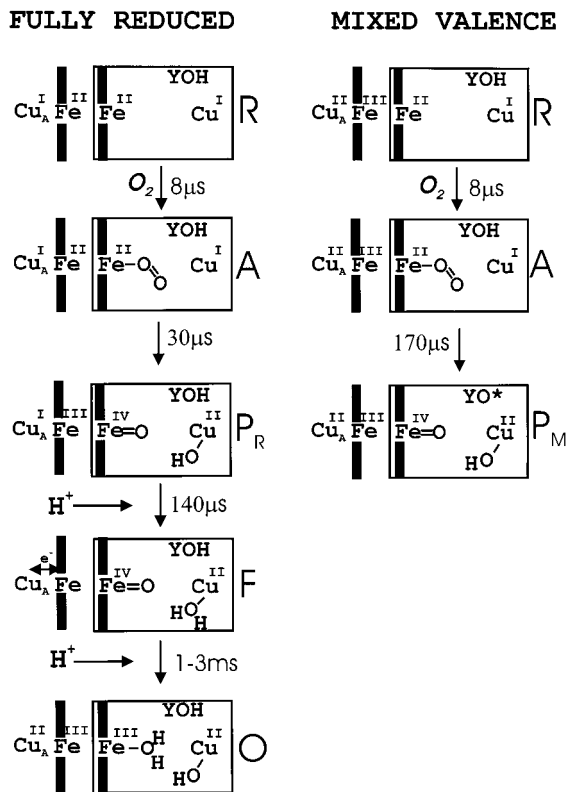 FULLY REDUCED
MIXED VALENCE
YOH
I II II I
Cu_A Fe Fe Cu R
O₂ 8µs
YOH
I II II I
Cu_A Fe Fe-O=O Cu A
30µs
YOH
I III IV II
Cu_A Fe Fe=O Cu P_R
HO
H⁺ 140µs
YOH
e⁻ IV II
Cu_A Fe Fe=O Cu F
HO
H
H⁺ 1-3ms
YOH
II III III H II
Cu_A Fe Fe-O Cu O
H HO
YOH
II III II I
Cu_A Fe Fe Cu R
O₂ 8µs
YOH
II III II I
Cu_A Fe Fe-O=O Cu A
170µs
YO*
II III IV II
Cu_A Fe Fe=O Cu P_M
HO